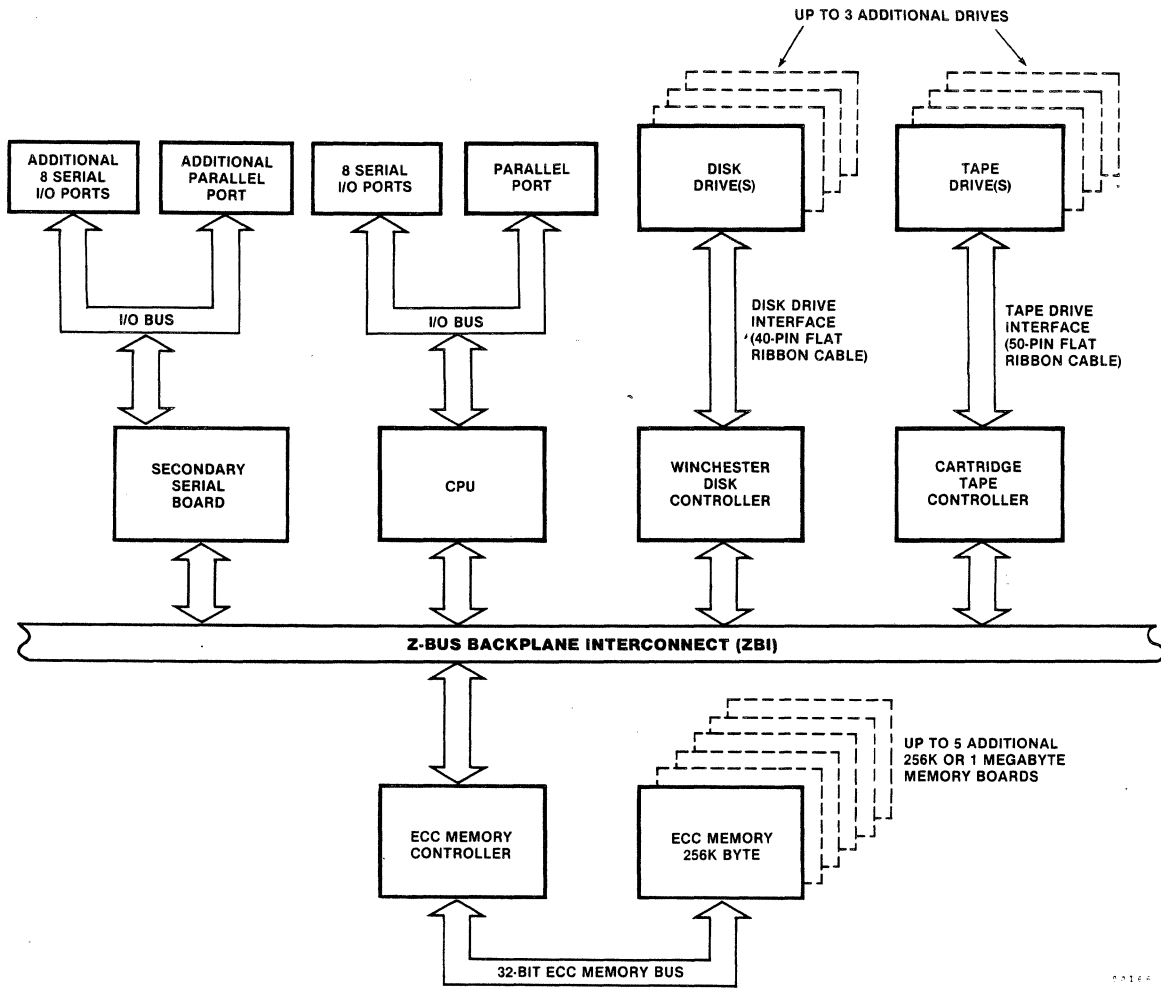 UP TO 3 ADDITIONAL DRIVES
ADDITIONAL
8 SERIAL
I/O PORTS
ADDITIONAL
PARALLEL
PORT
8 SERIAL
I/O PORTS
PARALLEL
PORT
DISK
DRIVE(S)
TAPE
DRIVE(S)
I/O BUS
I/O BUS
DISK DRIVE
INTERFACE
(40-PIN FLAT
RIBBON CABLE)
TAPE DRIVE
INTERFACE
(50-PIN FLAT
RIBBON CABLE)
SECONDARY
SERIAL
BOARD
CPU
WINCHESTER
DISK
CONTROLLER
CARTRIDGE
TAPE
CONTROLLER
Z-BUS BACKPLANE INTERCONNECT (ZBI)
UP TO 5 ADDITIONAL
256K OR 1 MEGABYTE
MEMORY BOARDS
ECC MEMORY
CONTROLLER
ECC MEMORY
256K BYTE
32-BIT ECC MEMORY BUS